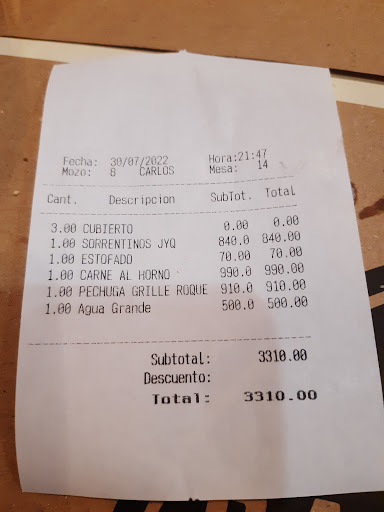 Fecha: 30/07/2022 Hora:21:47
Mozo: 8 CARLOS Mesa: 14
Cant. Descripcion SubTot. Total
3.00 CUBIERTO 0.00 0.00
1.00 SORRENTINOS JYQ 840.0 840.00
1.00 ESTOFADO 70.00 70.00
1.00 CARNE AL HORNO 990.0 990.00
1.00 PECHUGA GRILLE ROQUE 910.0 910.00
1.00 Agua Grande 500.0 500.00
Subtotal: 3310.00
Descuento:
Total: 3310.00